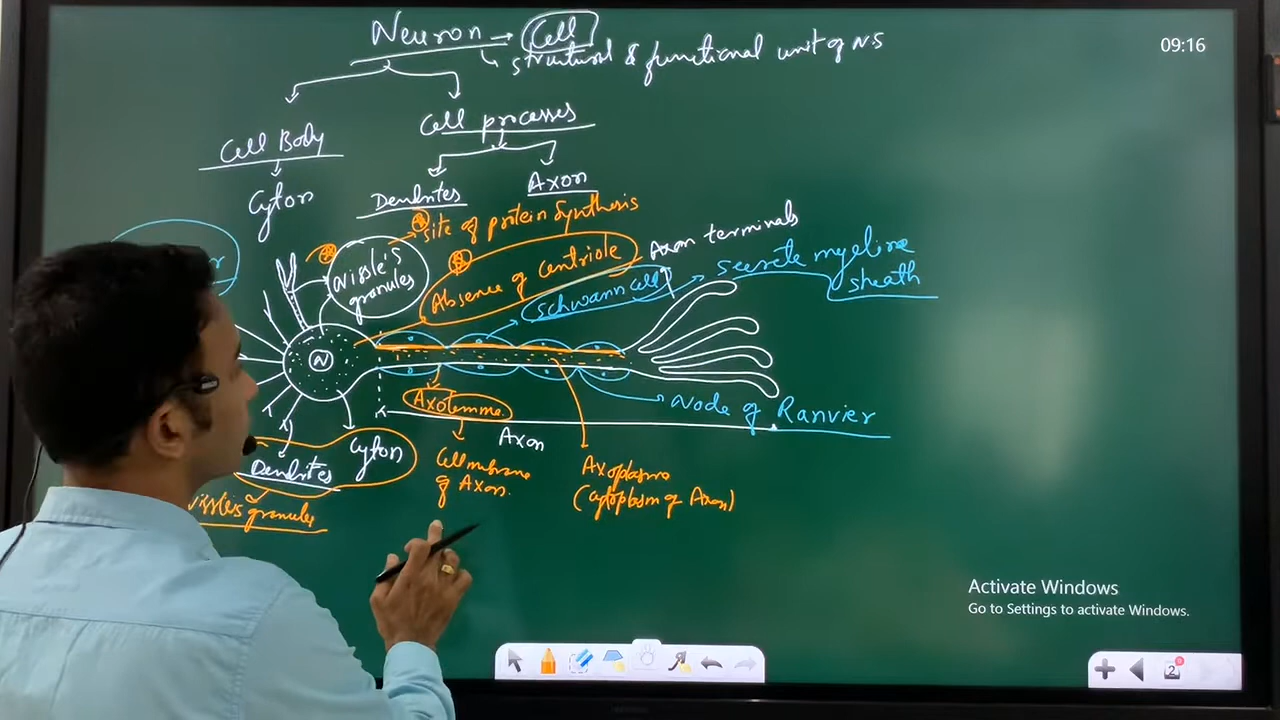 Neuron → Cell
structural & functional unit of NS
09:16
Cell Body
Cell processes
Cyton
Dendrites
Axon
site of protein synthesis
Nissle's
granules
Absence of centriole
Axon terminals
Schwann cell
secrete myeline
sheath
N
Axolemma
Node of Ranvier
Axon
Dendrites
Cyton
Cell membrane
of Axon.
Axoplasm
(cytoplasm of Axon)
granules
Activate Windows
Go to Settings to activate Windows.
2